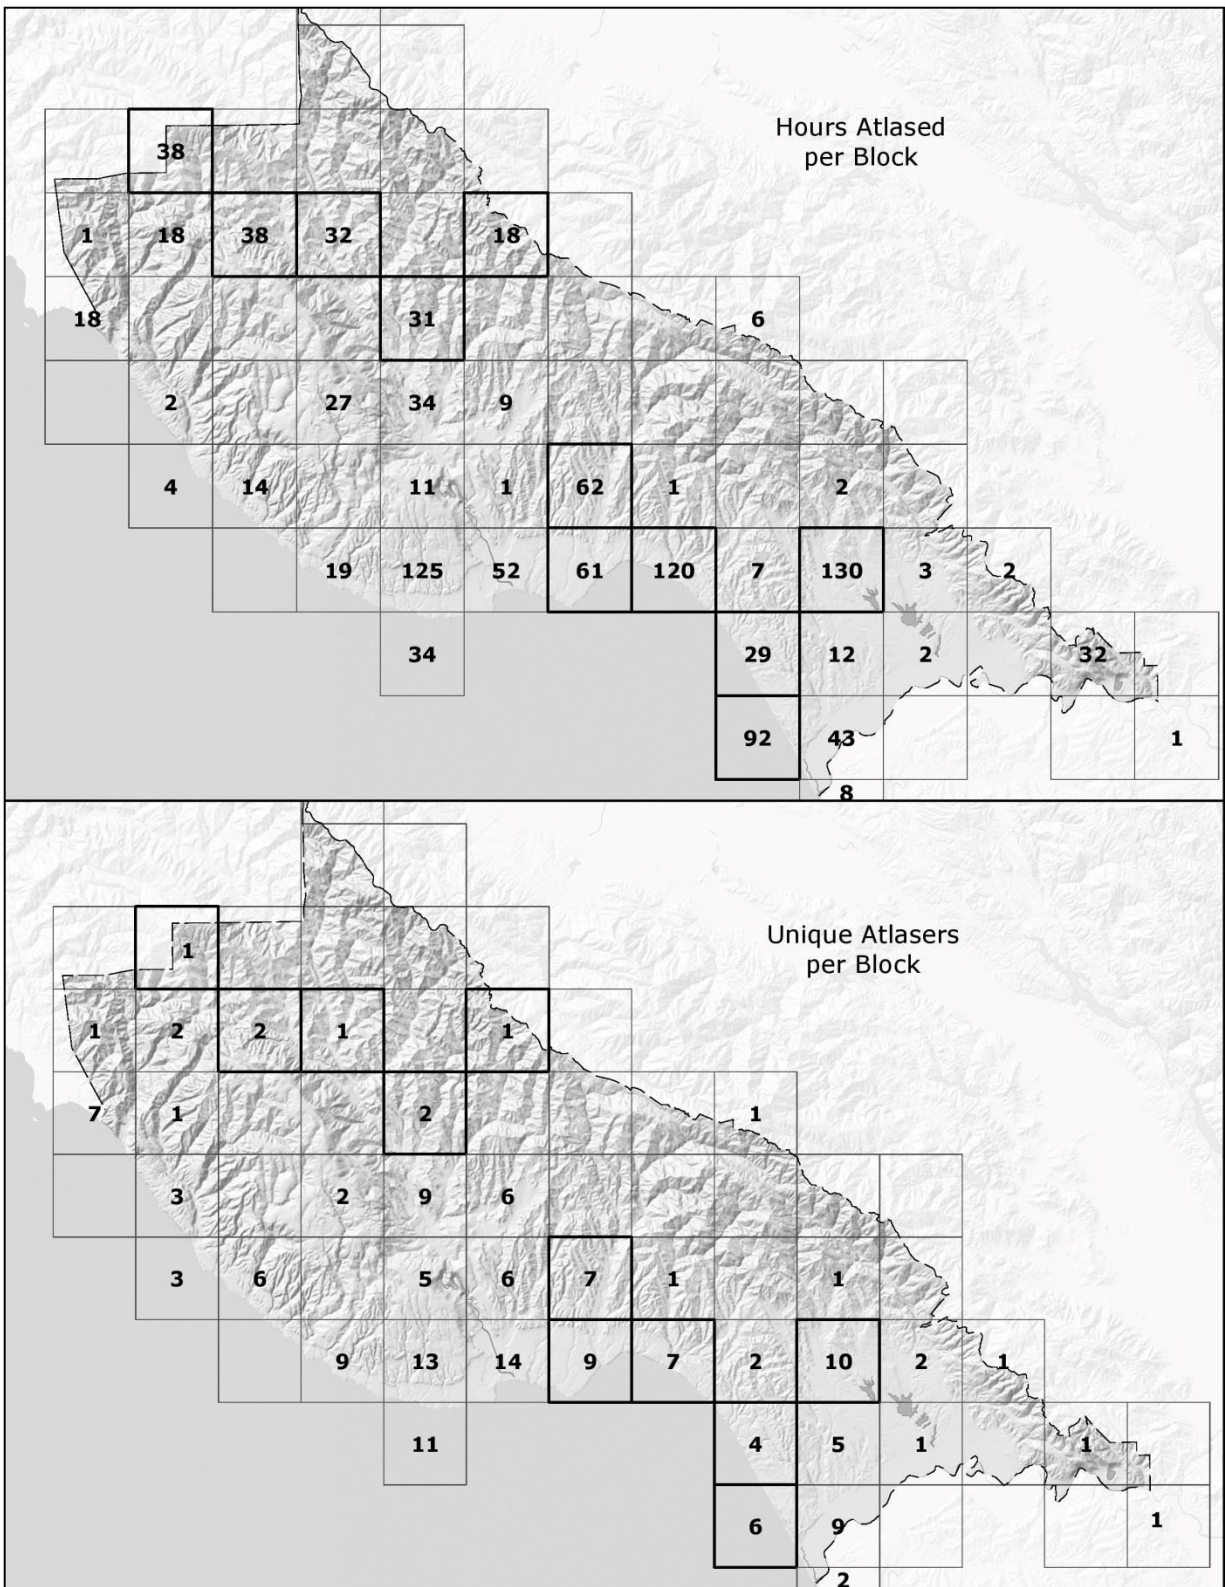 Hours Atlased
per Block
38
1 18 38 32 18
18 31 6
2 27 34 9
4 14 11 1 62 1 2
19 125 52 61 120 7 130 3 2
34 29 12 2 32
92 43 1
8
Unique Atlasers
per Block
1
1 2 2 1 1
7 1 2 1
3 2 9 6
3 6 5 6 7 1 1
9 13 14 9 7 2 10 2 1
11 4 5 1 1
6 9 1
2